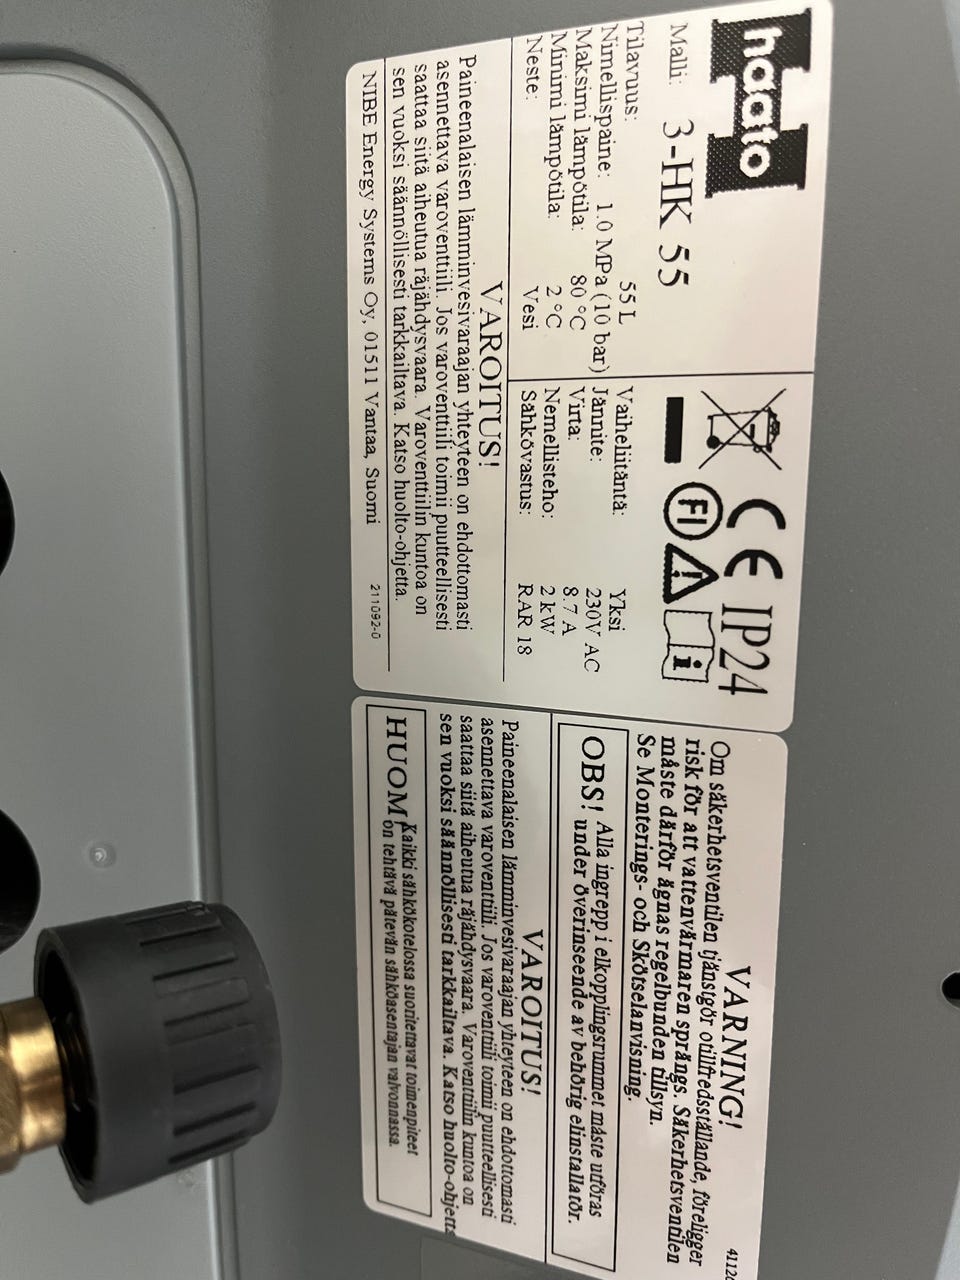 haato
Malli: 3-HK 55
Tilavuus: 55 L
Nimellispaine: 1.0 MPa (10 bar)
Maksimi lämpötila: 80 °C
Minimi lämpötila: 2 °C
Neste: Vesi
CE IP24
FI
i
Vaiheliitäntä: Yksi
Jännite: 230V AC
Virta: 8.7 A
Nemellisteho: 2 kW
Sähkövastus: RAR 18
VAROITUS!
Paineenalaisen lämminvesivaraajan yhteyteen on ehdottomasti
asennettava varoventtiili. Jos varoventtiili toimii puutteellisesti
saattaa siitä aiheutua räjähdysvaara. Varoventtiilin kuntoa on
sen vuoksi säännöllisesti tarkkailtava. Katso huolto-ohjetta.
NIBE Energy Systems Oy, 01511 Vantaa, Suomi 211092-0
VARNING!
Om säkerhetsventilen tjänstgör otillfredsställande, föreligger
risk för att vattenvärmaren sprängs. Säkerhetsventilen
måste därför ägnas regelbunden tillsyn.
Se Monterings- och Skötselanvisning.
OBS! Alla ingrepp i elkopplingsrummet måste utföras
under överinseende av behörig elinstallatör.
VAROITUS!
Paineenalaisen lämminvesivaraajan yhteyteen on ehdottomasti
asennettava varoventtiili. Jos varoventtiili toimii puutteellisesti
saattaa siitä aiheutua räjähdysvaara. Varoventtiilin kuntoa on
sen vuoksi säännöllisesti tarkkailtava. Katso huolto-ohjetta
HUOM! Kaikki sähkökotelossa suoritettavat toimenpiteet
on tehtävä pätevän sähköasentajan valvonnassa.